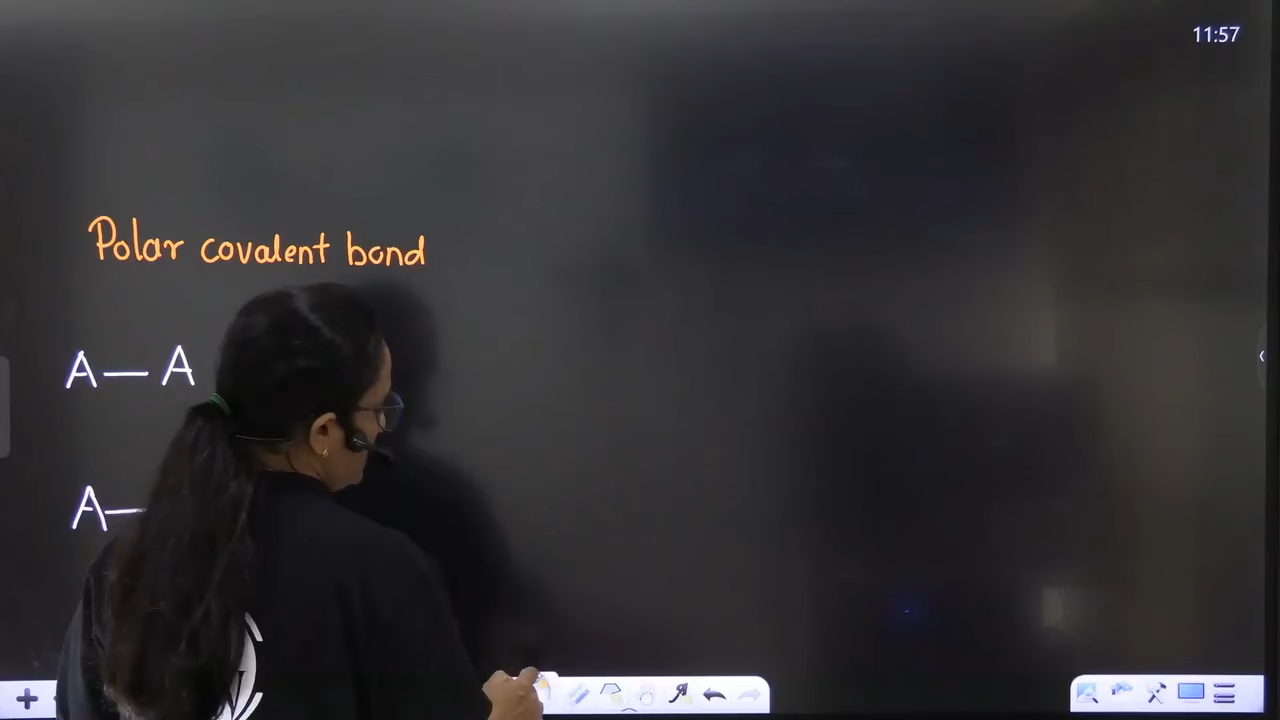 11:57
Polar covalent bond
A — A
A —